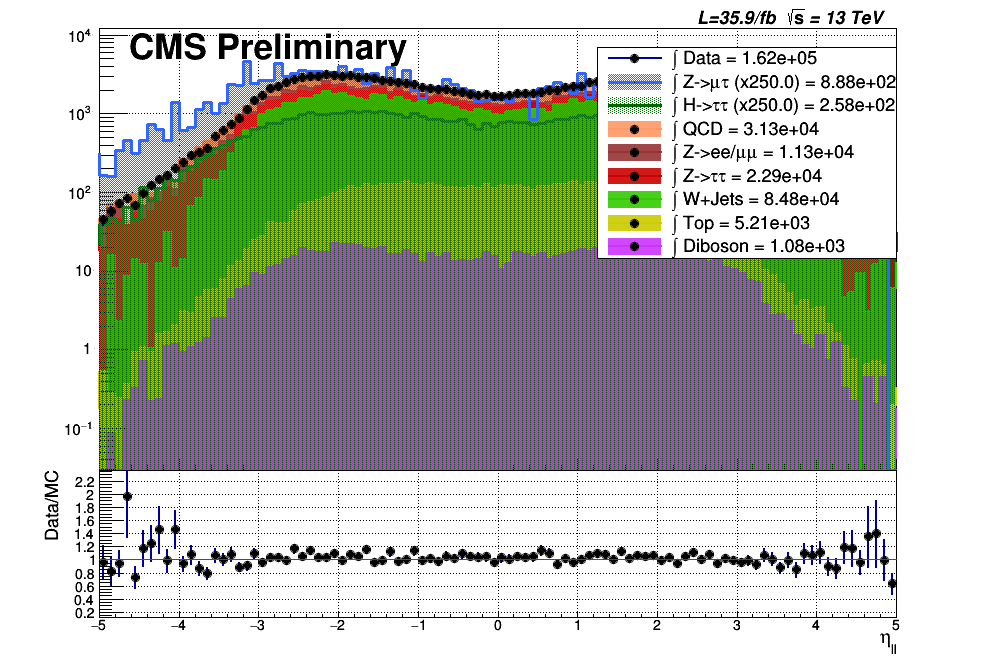 L=35.9/fb √s = 13 TeV
CMS Preliminary
10⁴
10³
10²
10
1
10⁻¹
∫ Data = 1.62e+05
∫ Z->μτ (x250.0) = 8.88e+02
∫ H->ττ (x250.0) = 2.58e+02
∫ QCD = 3.13e+04
∫ Z->ee/μμ = 1.13e+04
∫ Z->ττ = 2.29e+04
∫ W+Jets = 8.48e+04
∫ Top = 5.21e+03
∫ Diboson = 1.08e+03
Data/MC
2.2
2
1.8
1.6
1.4
1.2
1
0.8
0.6
0.4
0.2
−5 −4 −3 −2 −1 0 1 2 3 4 5
η_ll